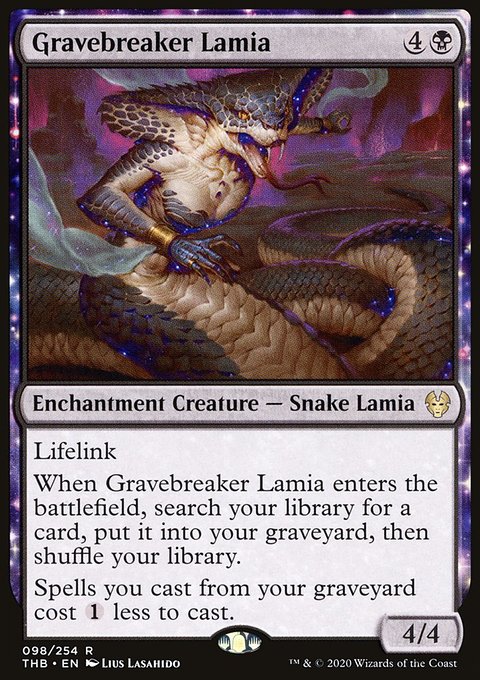 Gravebreaker Lamia 4
Enchantment Creature — Snake Lamia
Lifelink
When Gravebreaker Lamia enters the
battlefield, search your library for a
card, put it into your graveyard, then
shuffle your library.
Spells you cast from your graveyard
cost 1 less to cast.
4/4
098/254 R
THB • EN Lius Lasahido
™ & © 2020 Wizards of the Coast